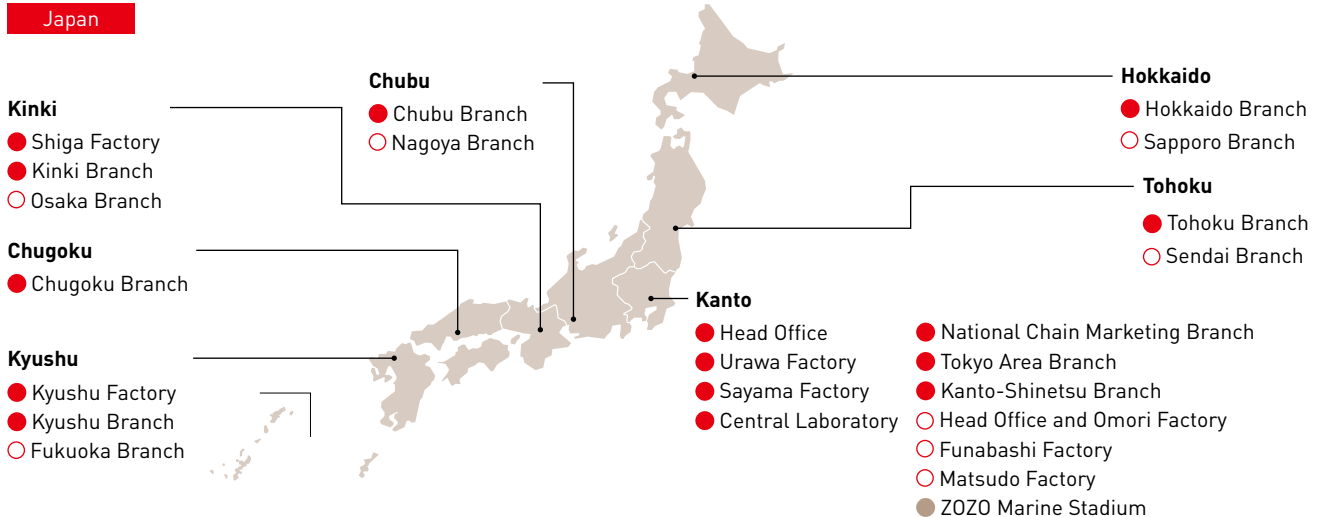 Japan
Kinki
Shiga Factory
Kinki Branch
Osaka Branch
Chugoku
Chugoku Branch
Kyushu
Kyushu Factory
Kyushu Branch
Fukuoka Branch
Chubu
Chubu Branch
Nagoya Branch
Hokkaido
Hokkaido Branch
Sapporo Branch
Tohoku
Tohoku Branch
Sendai Branch
Kanto
Head Office
Urawa Factory
Sayama Factory
Central Laboratory
National Chain Marketing Branch
Tokyo Area Branch
Kanto-Shinetsu Branch
Head Office and Omori Factory
Funabashi Factory
Matsudo Factory
ZOZO Marine Stadium